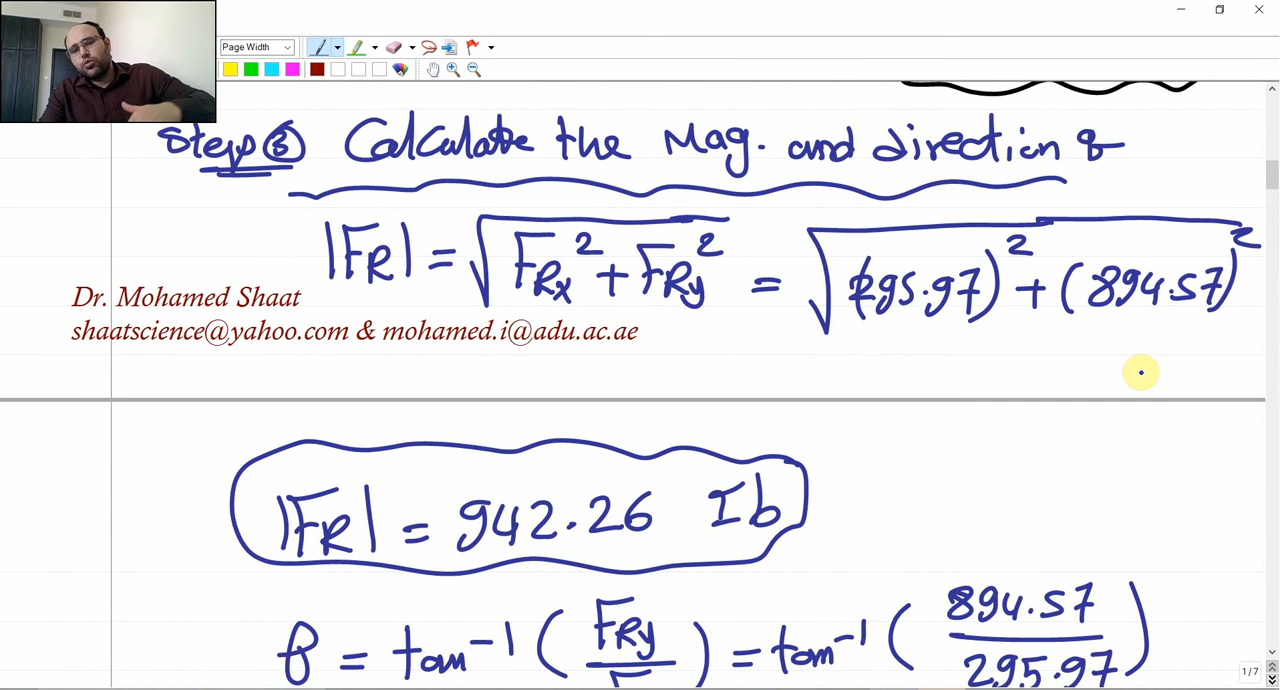 Page Width
Steps ③ Calculate the Mag. and direction θ
|FR| = √FRx² + FRy² = √(295.97)² + (894.57)²
Dr. Mohamed Shaat
shaatscience@yahoo.com & mohamed.i@adu.ac.ae
|FR| = 942.26 Ib
θ = tan⁻¹ (FRy/ ) = tan⁻¹ (894.57/295.97)
1/7